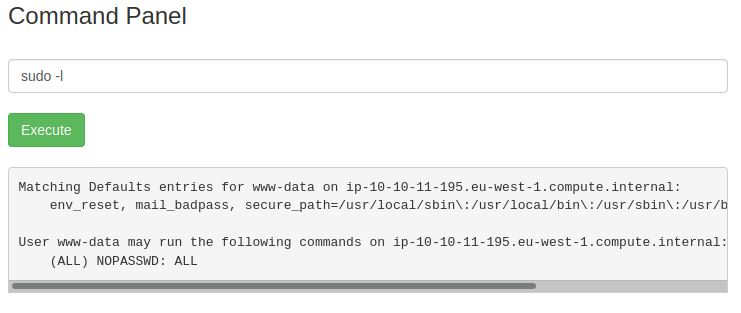 Command Panel
sudo -l
Execute
Matching Defaults entries for www-data on ip-10-10-11-195.eu-west-1.compute.internal:
env_reset, mail_badpass, secure_path=/usr/local/sbin\:/usr/local/bin\:/usr/sbin\:/usr/b
User www-data may run the following commands on ip-10-10-11-195.eu-west-1.compute.internal:
(ALL) NOPASSWD: ALL